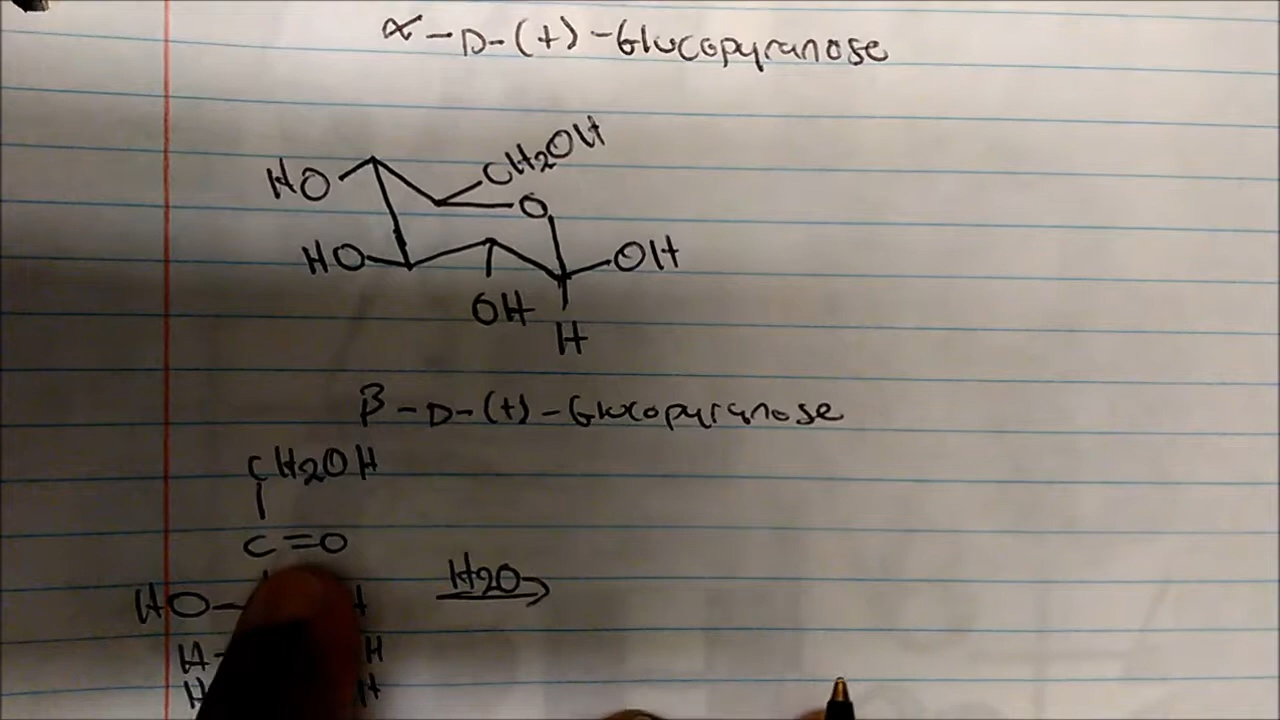 α-D-(+)-Glucopyranose
CH2OH
HO
O
HO
OH
OH
H
β-D-(+)-Glucopyranose
CH2OH
C=O
H2O
HO
H
H H
H H